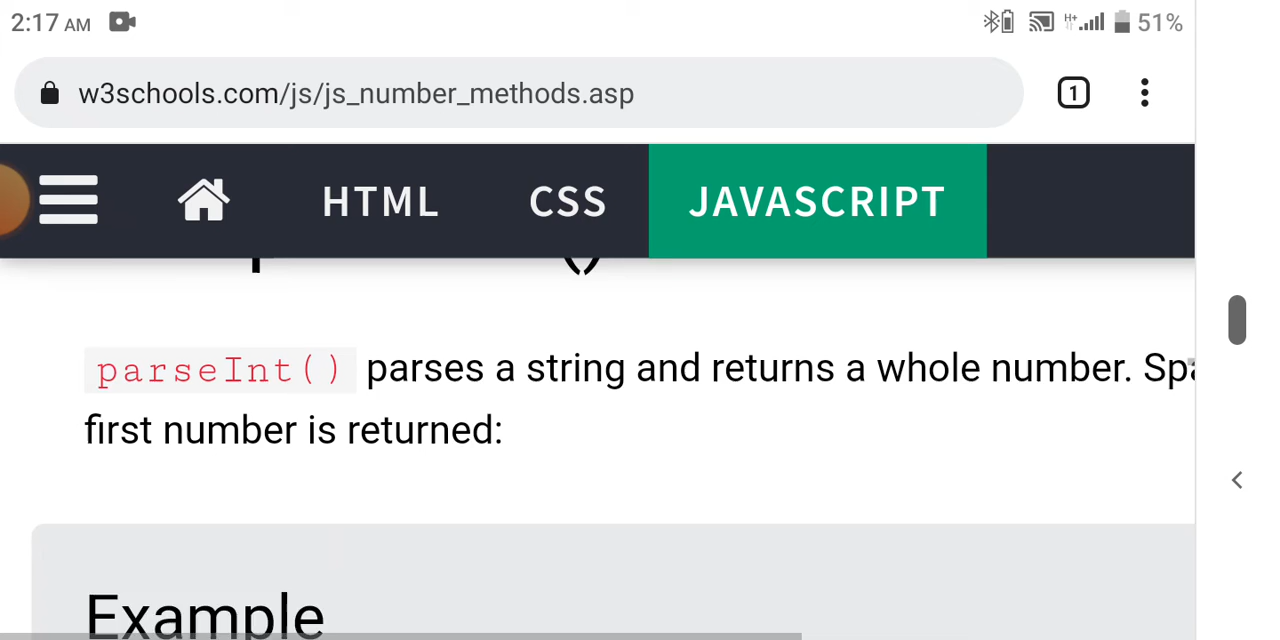 2:17 AM
H+
51%
w3schools.com/js/js_number_methods.asp
1
HTML CSS JAVASCRIPT
parseInt() parses a string and returns a whole number.
first number is returned:
Example